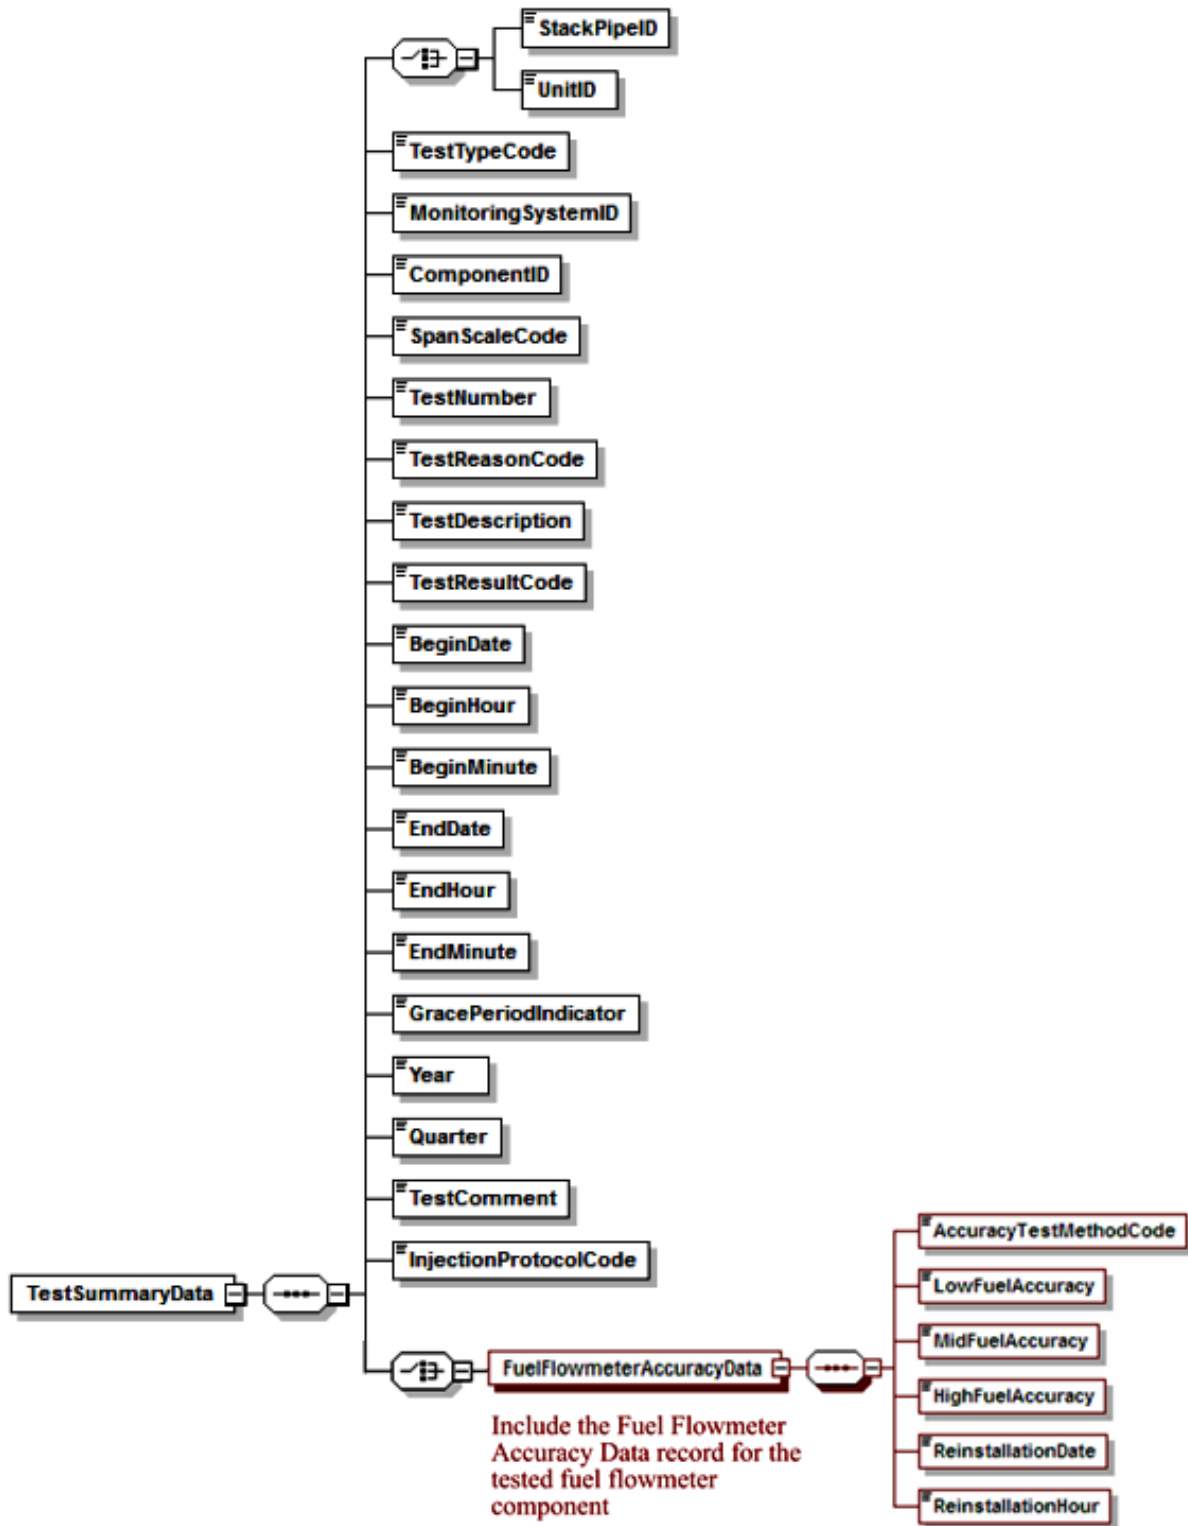 StackPipeID
UnitID
TestTypeCode
MonitoringSystemID
ComponentID
SpanScaleCode
TestNumber
TestReasonCode
TestDescription
TestResultCode
BeginDate
BeginHour
BeginMinute
EndDate
EndHour
EndMinute
GracePeriodIndicator
Year
Quarter
TestComment
InjectionProtocolCode
TestSummaryData
FuelFlowmeterAccuracyData
Include the Fuel Flowmeter
Accuracy Data record for the
tested fuel flowmeter
component
AccuracyTestMethodCode
LowFuelAccuracy
MidFuelAccuracy
HighFuelAccuracy
ReinstallationDate
ReinstallationHour